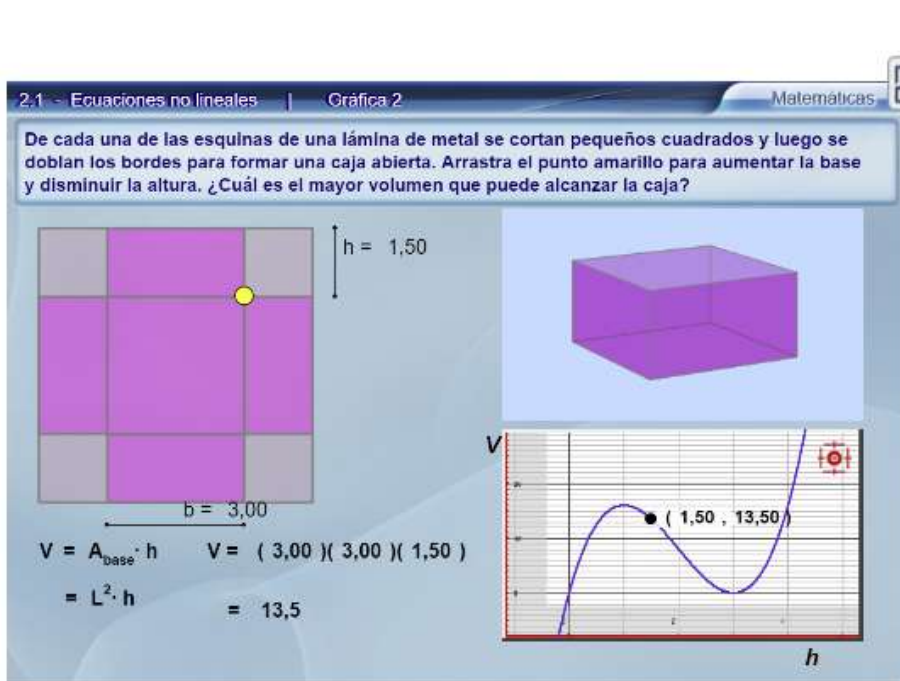 2.1 - Ecuaciones no lineales | Gráfica 2
Matemáticas
De cada una de las esquinas de una lámina de metal se cortan pequeños cuadrados y luego se
doblan los bordes para formar una caja abierta. Arrastra el punto amarillo para aumentar la base
y disminuir la altura. ¿Cuál es el mayor volumen que puede alcanzar la caja?
h = 1,50
b = 3,00
V = A base · h V = ( 3,00 )( 3,00 )( 1,50 )
= L²· h
= 13,5
V
( 1,50 , 13,50 )
h